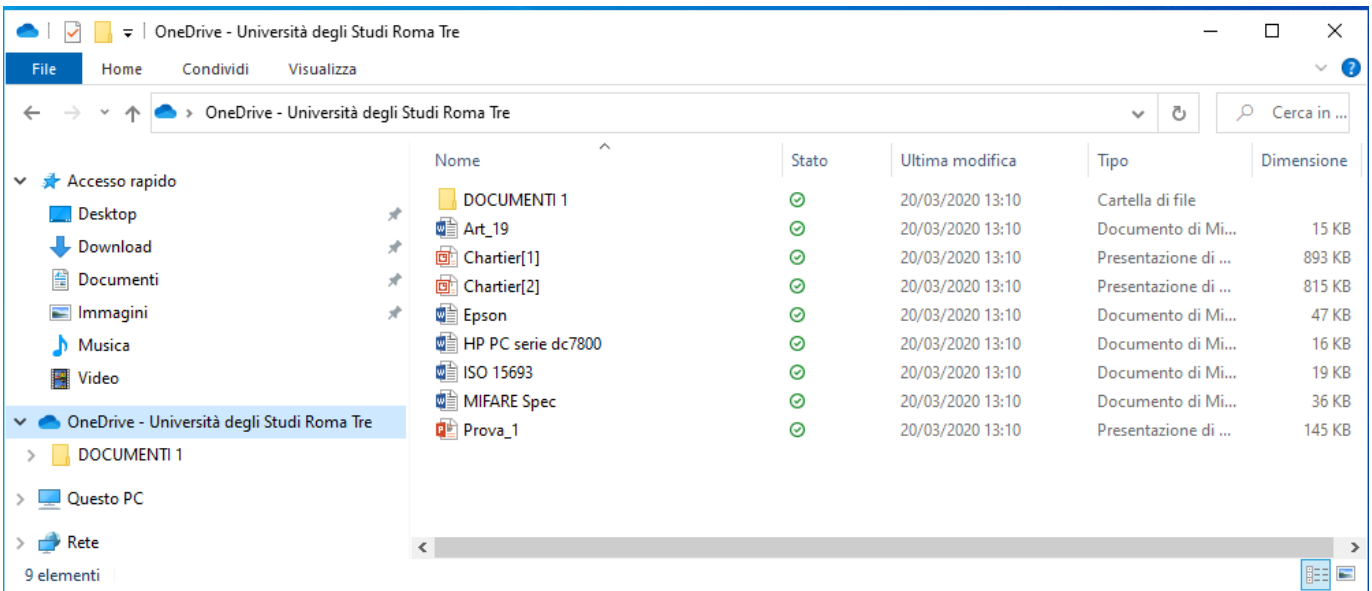 OneDrive - Università degli Studi Roma Tre
File Home Condividi Visualizza
OneDrive - Università degli Studi Roma Tre Cerca in ...
Nome Stato Ultima modifica Tipo Dimensione
Accesso rapido
Desktop
Download
Documenti
Immagini
Musica
Video
OneDrive - Università degli Studi Roma Tre
DOCUMENTI 1
Questo PC
Rete
DOCUMENTI 1 20/03/2020 13:10 Cartella di file
Art_19 20/03/2020 13:10 Documento di Mi... 15 KB
Chartier[1] 20/03/2020 13:10 Presentazione di ... 893 KB
Chartier[2] 20/03/2020 13:10 Presentazione di ... 815 KB
Epson 20/03/2020 13:10 Documento di Mi... 47 KB
HP PC serie dc7800 20/03/2020 13:10 Documento di Mi... 16 KB
ISO 15693 20/03/2020 13:10 Documento di Mi... 19 KB
MIFARE Spec 20/03/2020 13:10 Documento di Mi... 36 KB
Prova_1 20/03/2020 13:10 Presentazione di ... 145 KB
9 elementi